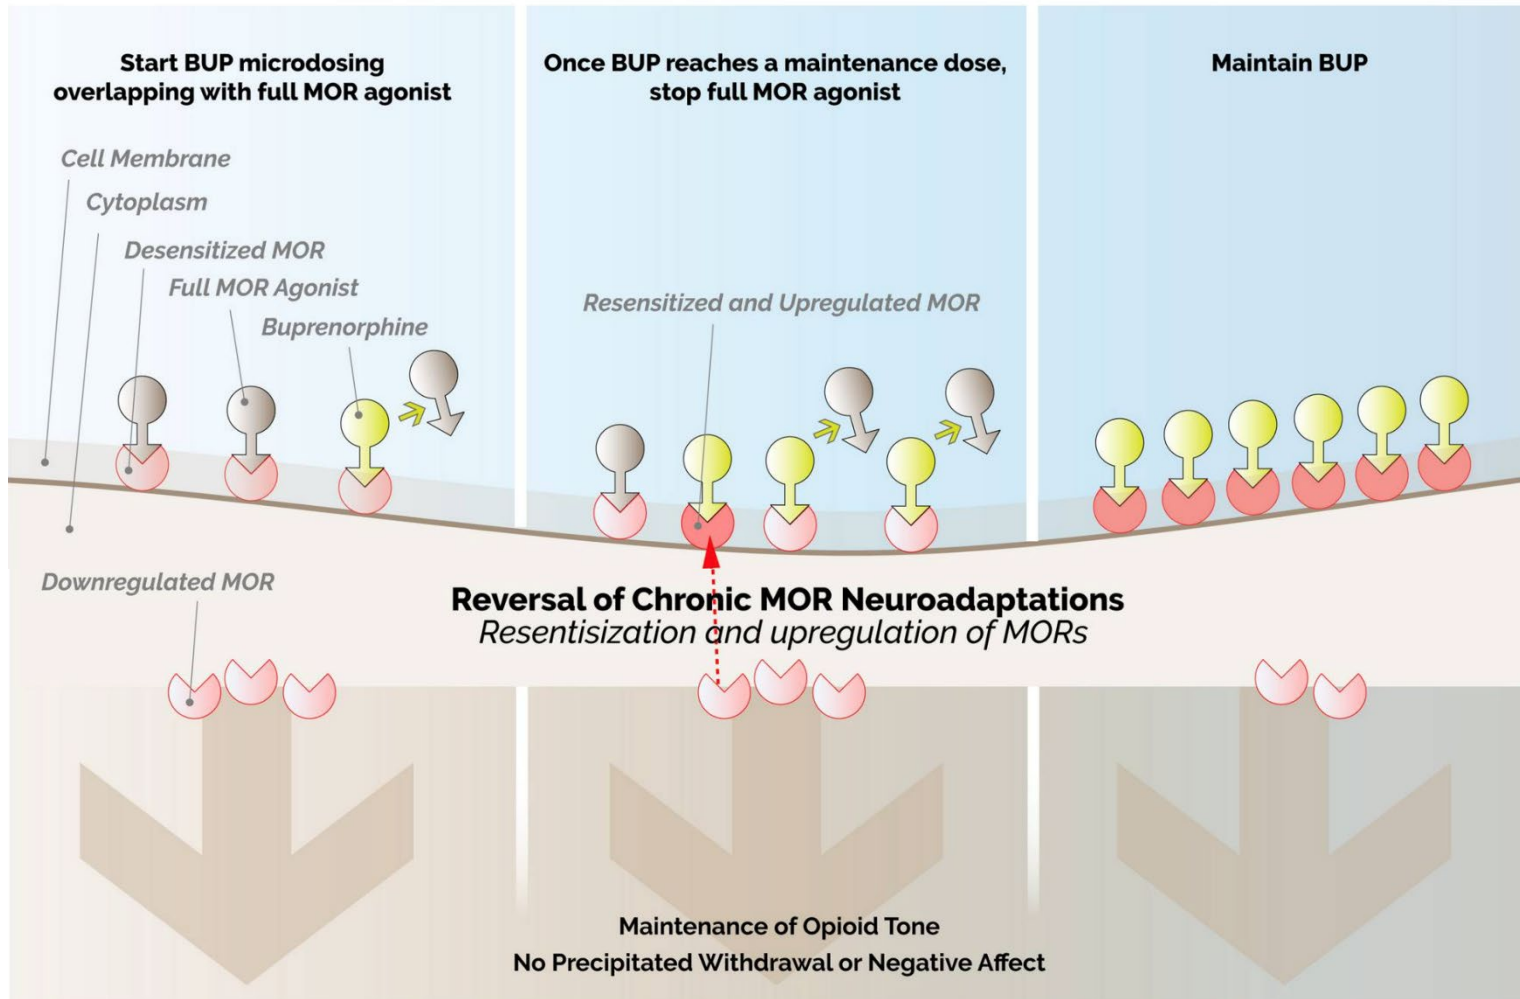 Start BUP microdosing
overlapping with full MOR agonist
Once BUP reaches a maintenance dose,
stop full MOR agonist
Maintain BUP
Cell Membrane
Cytoplasm
Desensitized MOR
Full MOR Agonist
Buprenorphine
Resensitized and Upregulated MOR
Downregulated MOR
Reversal of Chronic MOR Neuroadaptations
Resentisization and upregulation of MORs
Maintenance of Opioid Tone
No Precipitated Withdrawal or Negative Affect